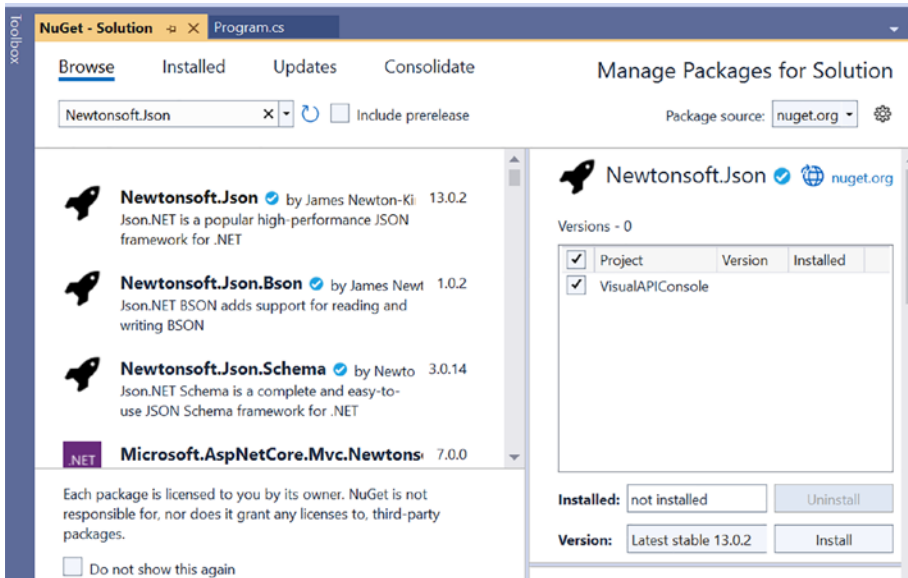 Toolbox
NuGet - Solution
Program.cs
Browse Installed Updates Consolidate
Manage Packages for Solution
Newtonsoft.Json
Include prerelease
Package source: nuget.org
Newtonsoft.Json by James Newton-Ki 13.0.2
Json.NET is a popular high-performance JSON
framework for .NET
Newtonsoft.Json.Bson by James Newt 1.0.2
Json.NET BSON adds support for reading and
writing BSON
Newtonsoft.Json.Schema by Newto 3.0.14
Json.NET Schema is a complete and easy-to-
use JSON Schema framework for .NET
.NET
Microsoft.AspNetCore.Mvc.Newtons 7.0.0
Each package is licensed to you by its owner. NuGet is not
responsible for, nor does it grant any licenses to, third-party
packages.
Do not show this again
Newtonsoft.Json nuget.org
Versions - 0
Project Version Installed
VisualAPIConsole
Installed: not installed Uninstall
Version: Latest stable 13.0.2 Install